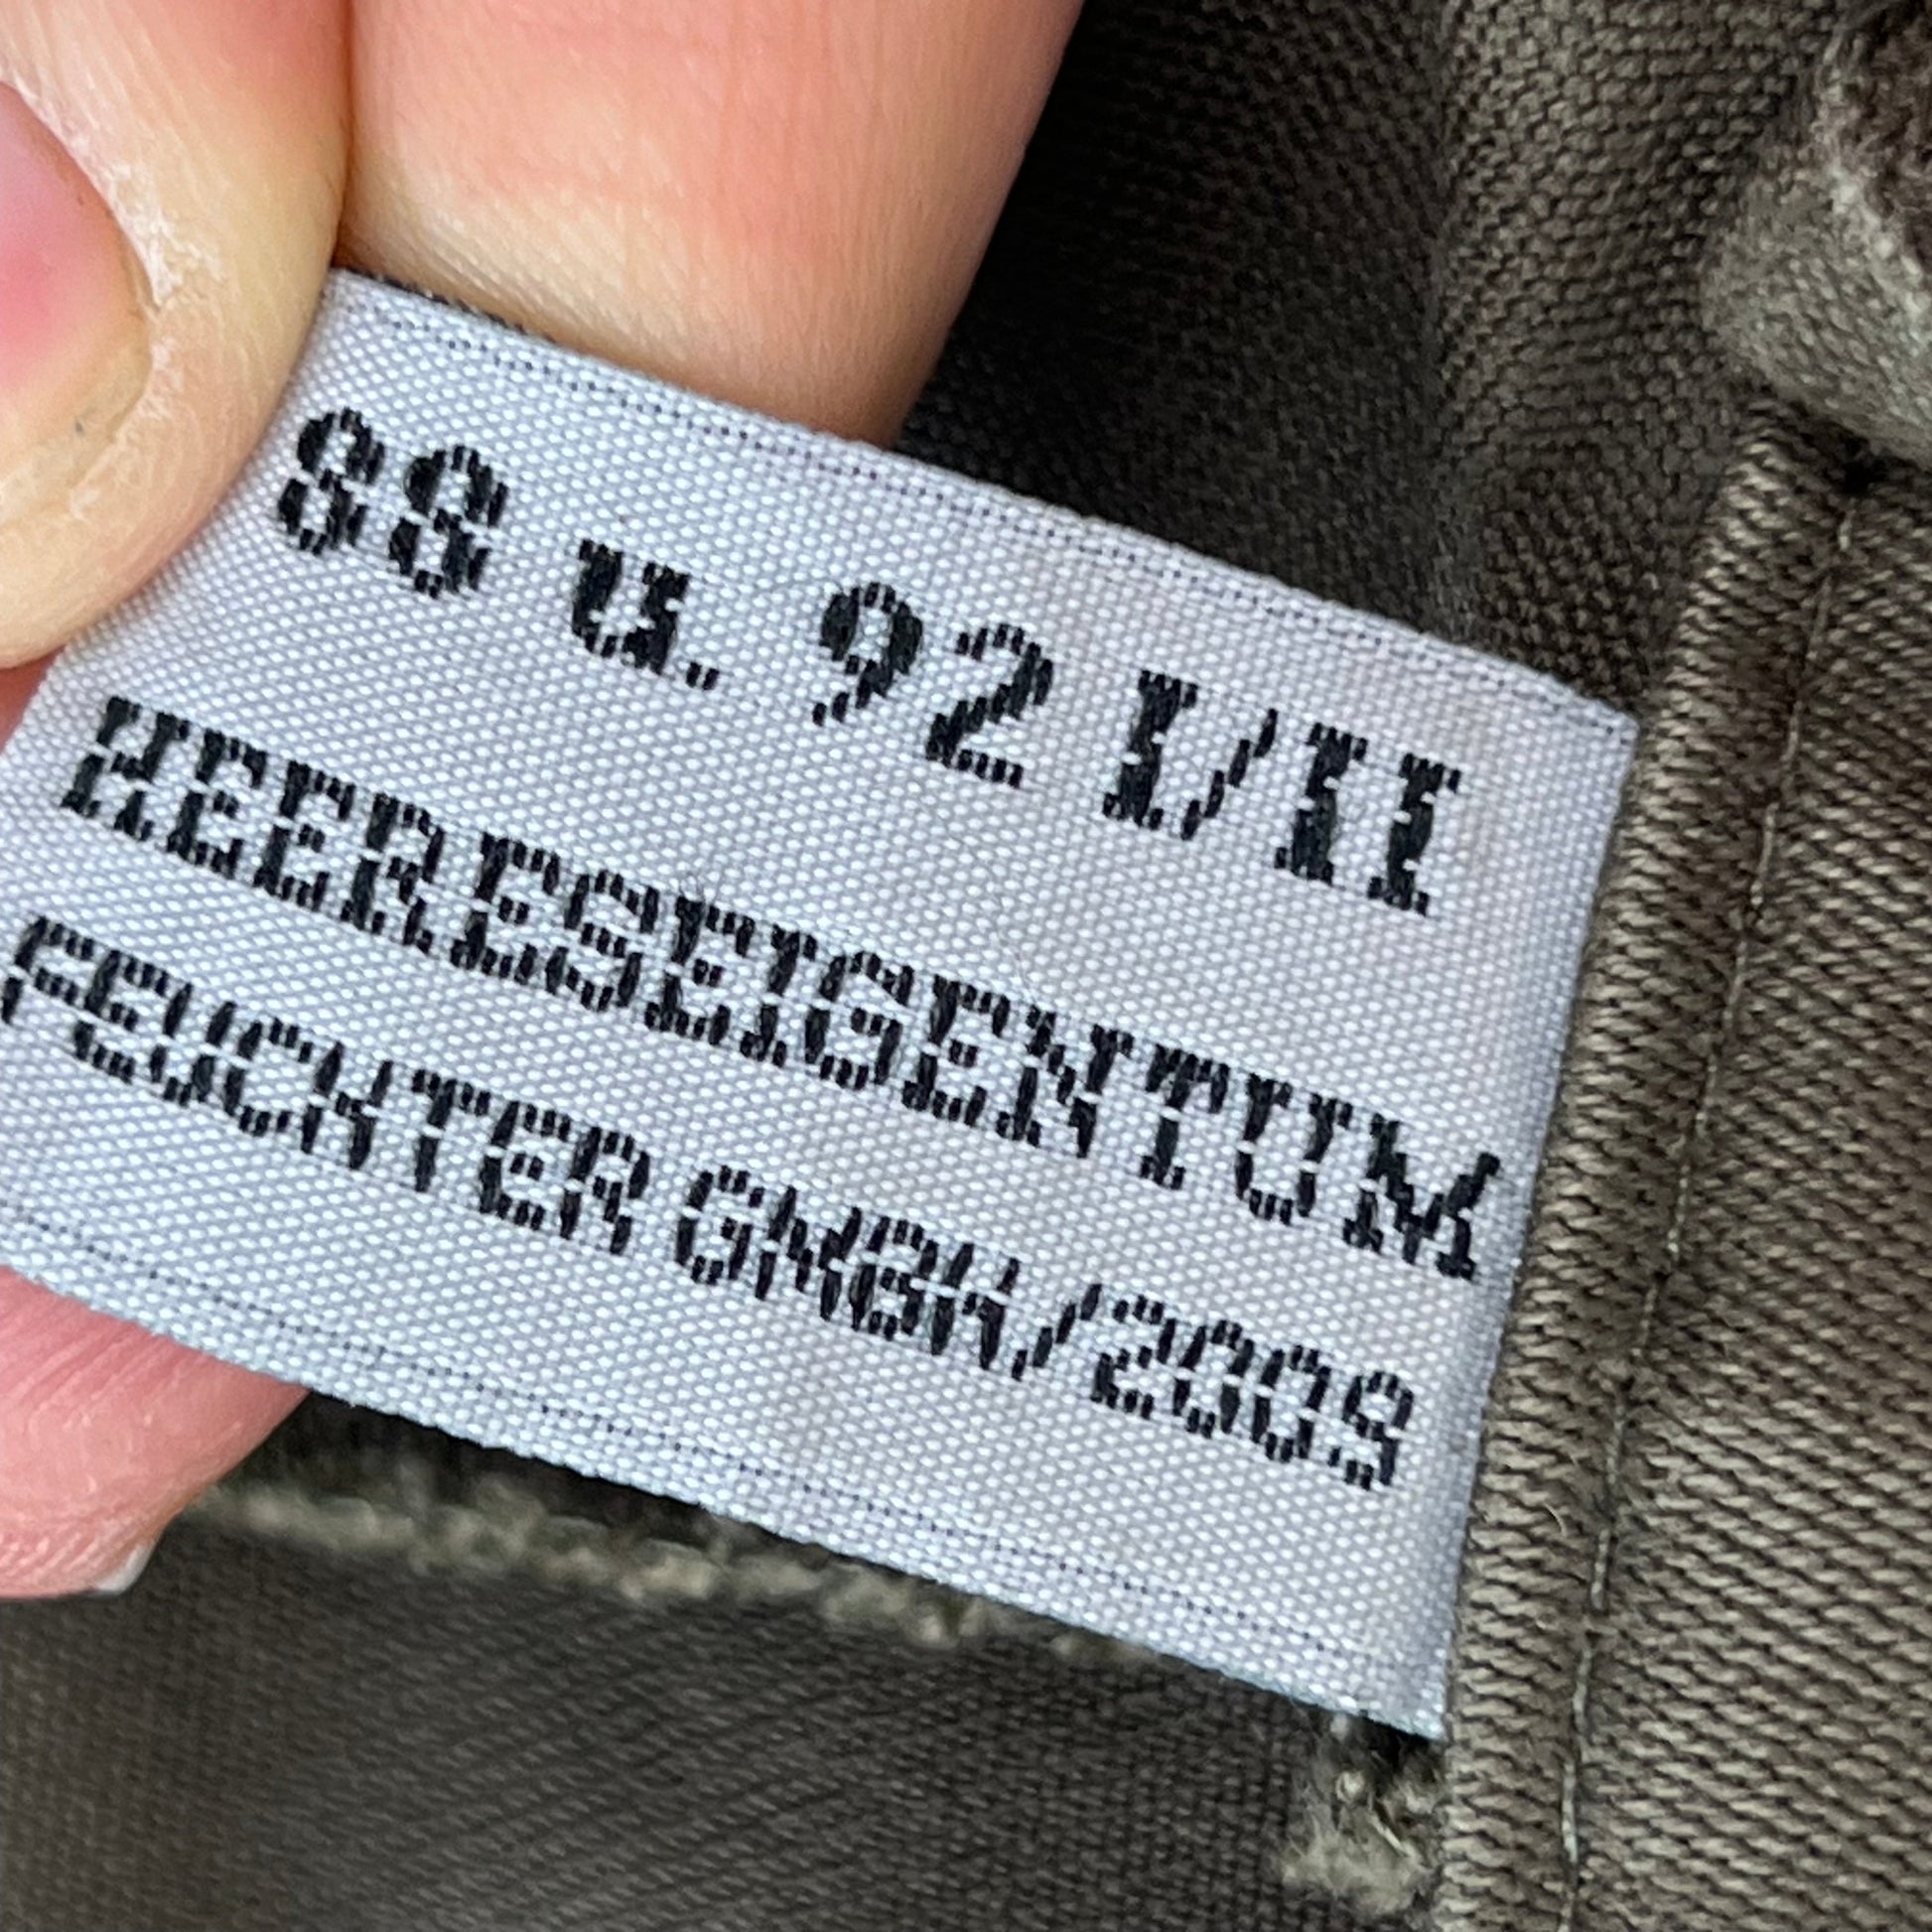 88 u. 92 I/II
HEERESEIGENTUM
FEUCHTER GMBH/2009